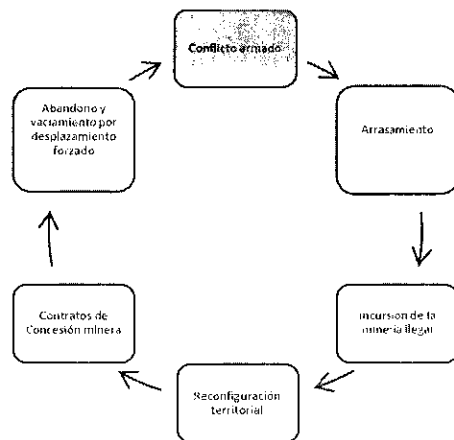 Conflicto armado
Arrasamiento
Incursion de la
mineria ilegal
Reconfiguración
territorial
Contratos de
Concesión minera
Abandono y
vaciamiento por
desplazamiento
forzado